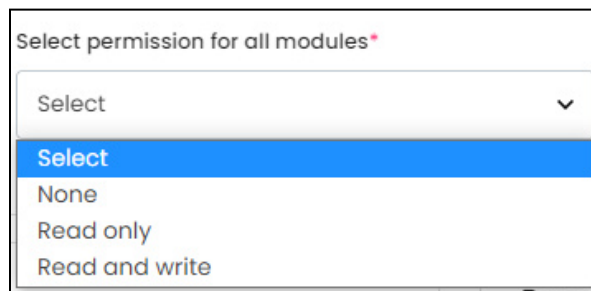 Select permission for all modules*
Select
Select
None
Read only
Read and write